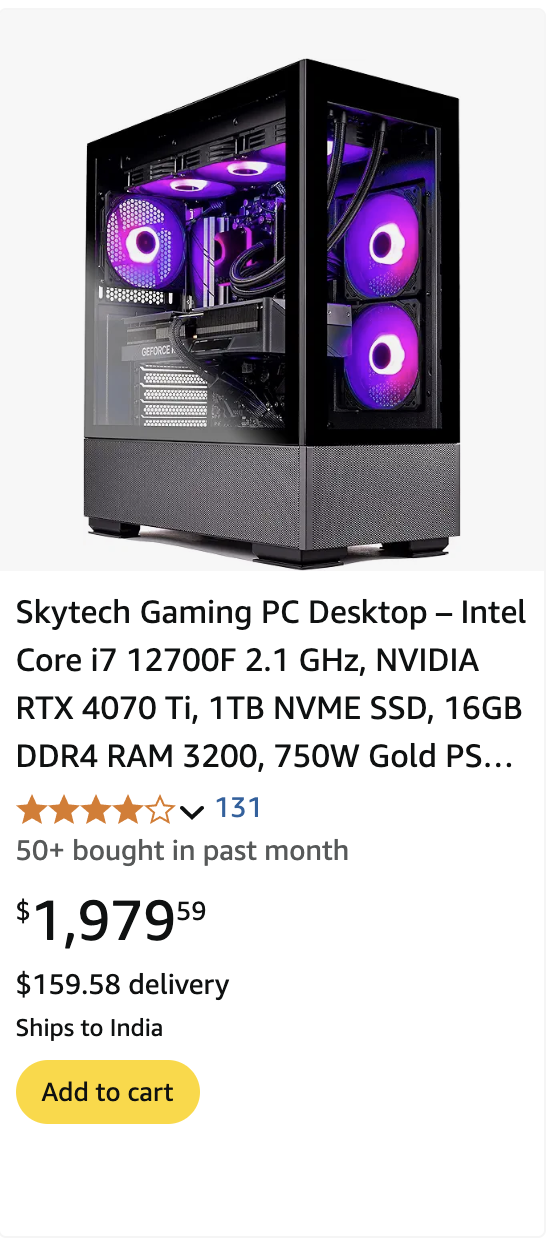 GEFORCE
Skytech Gaming PC Desktop – Intel
Core i7 12700F 2.1 GHz, NVIDIA
RTX 4070 Ti, 1TB NVME SSD, 16GB
DDR4 RAM 3200, 750W Gold PS...
131
50+ bought in past month
$1,979.59
$159.58 delivery
Ships to India
Add to cart